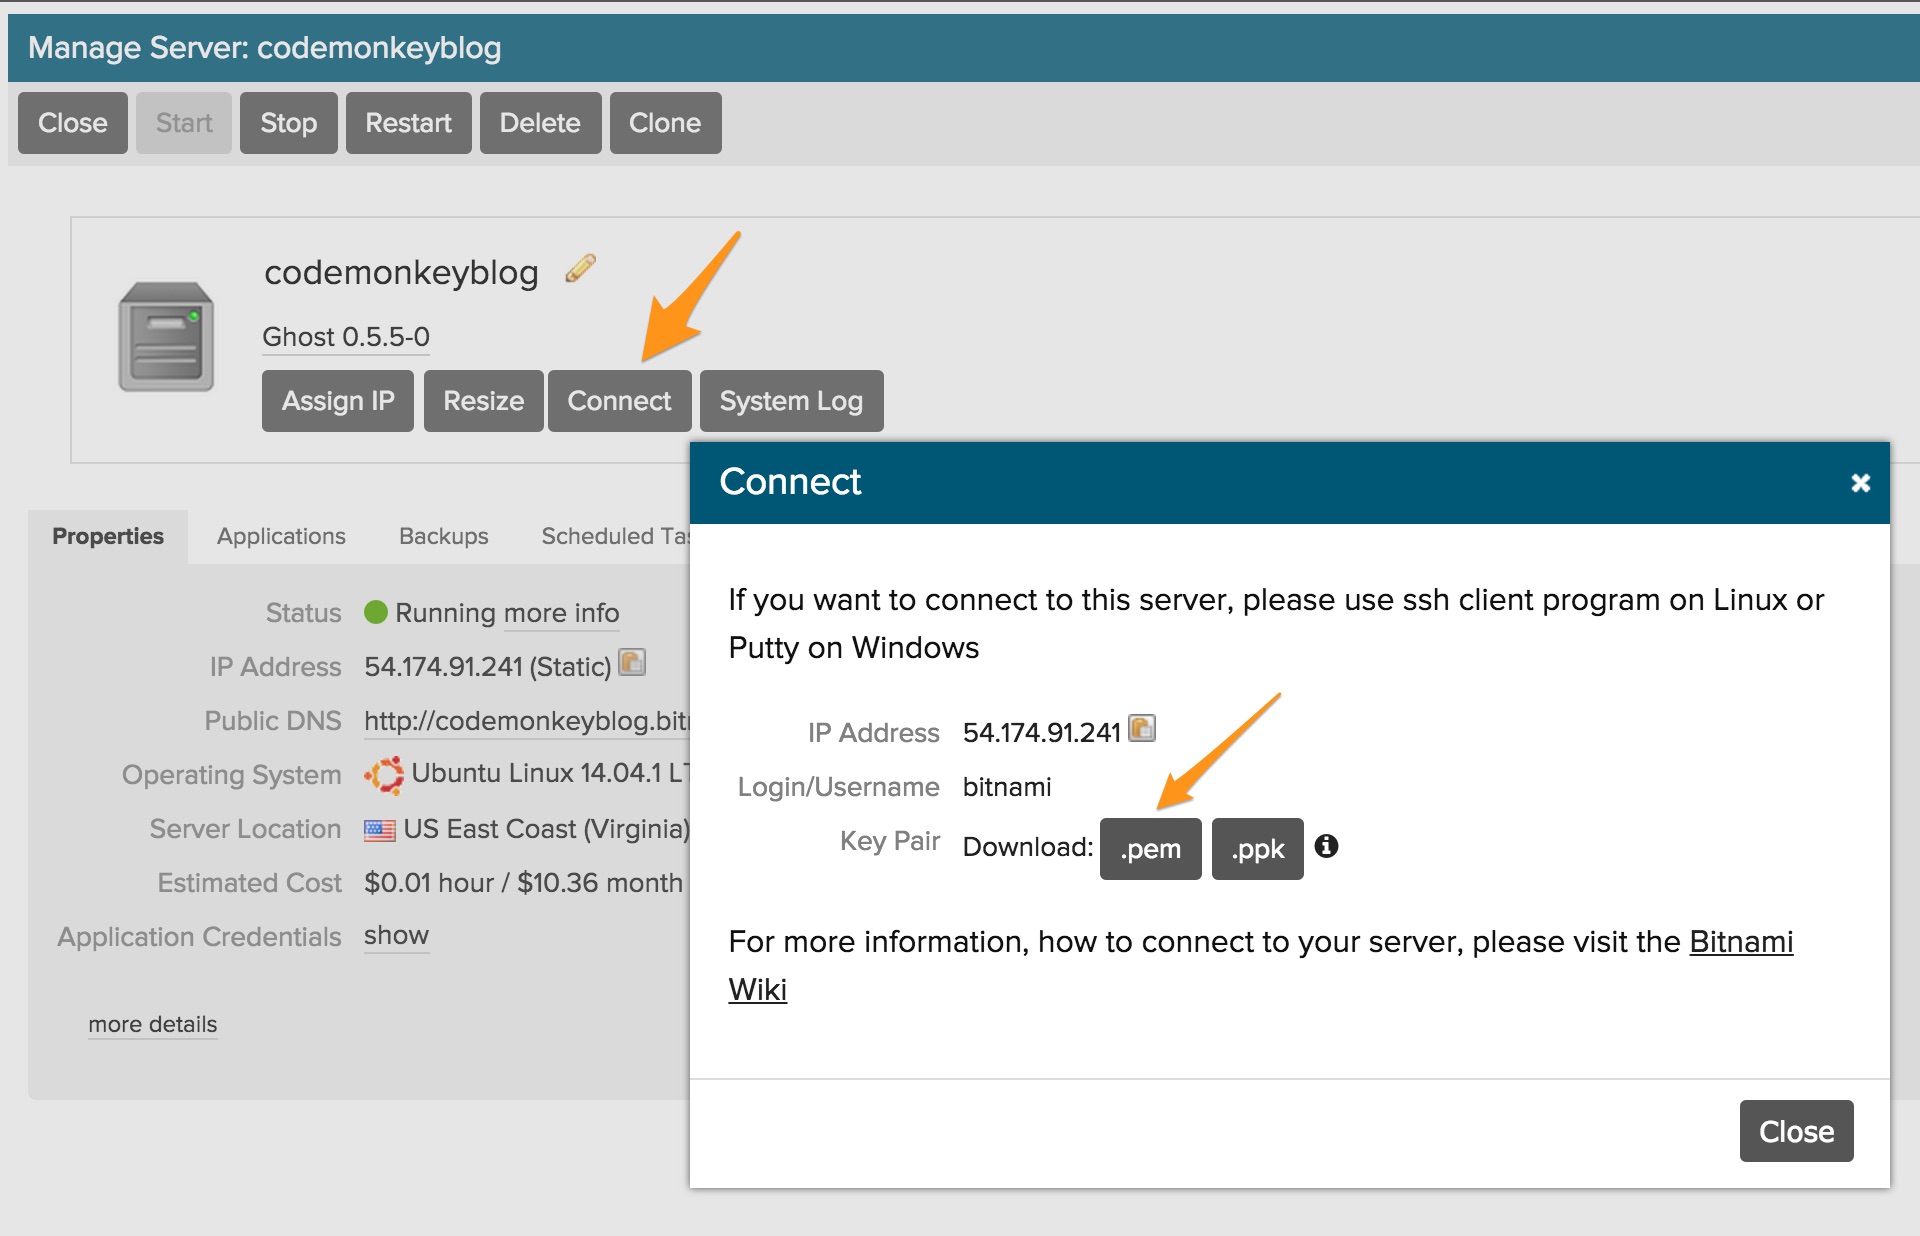 Manage Server: codemonkeyblog
Close Start Stop Restart Delete Clone
codemonkeyblog
Ghost 0.5.5-0
Assign IP Resize Connect System Log
Properties Applications Backups Scheduled
Status Running more info
IP Address 54.174.91.241 (Static)
Public DNS http://codemonkeyblog.bitn
Operating System Ubuntu Linux 14.04.1 LT
Server Location US East Coast (Virginia)
Estimated Cost $0.01 hour / $10.36 month
Application Credentials show
more details
Connect
If you want to connect to this server, please use ssh client program on Linux or
Putty on Windows
IP Address 54.174.91.241
Login/Username bitnami
Key Pair Download: .pem .ppk
For more information, how to connect to your server, please visit the Bitnami
Wiki
Close